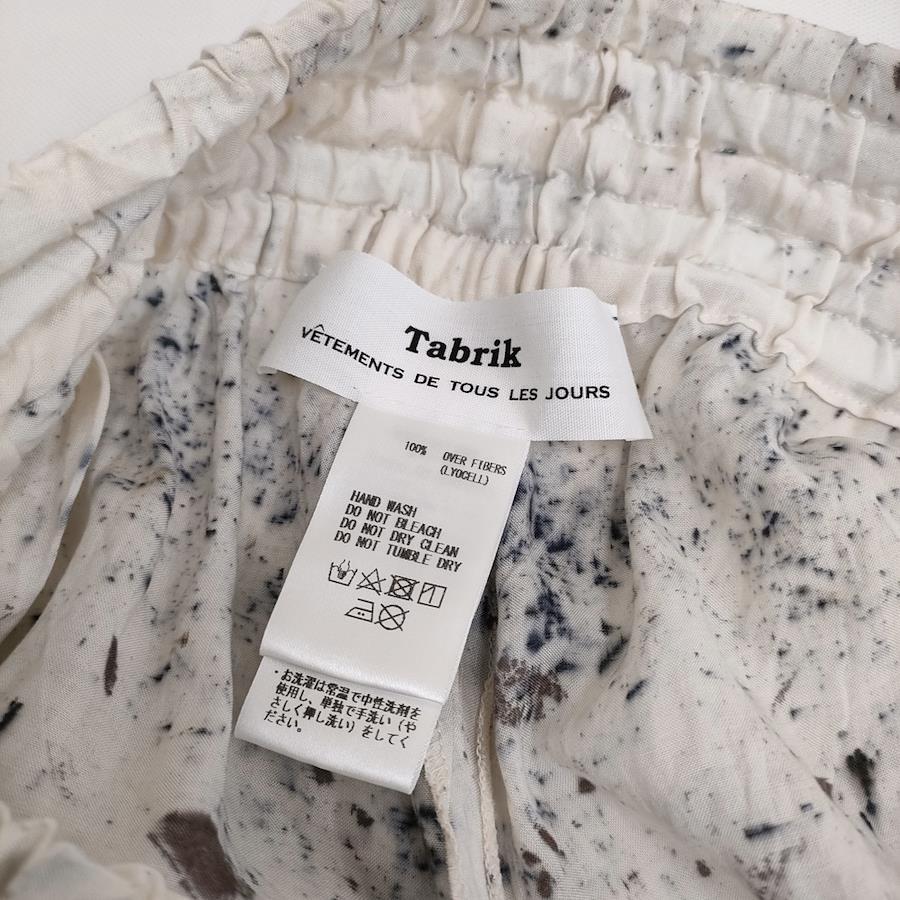 Tabrik
VÊTEMENTS DE TOUS LES JOURS
100% OVER FIBERS
(LYOCELL)
HAND WASH
DO NOT BLEACH
DO NOT DRY CLEAN
DO NOT TUMBLE DRY
・お洗濯は常温で中性洗剤を
使用し、単独で手洗い（や
さしく押し洗い）をしてく
ださい。